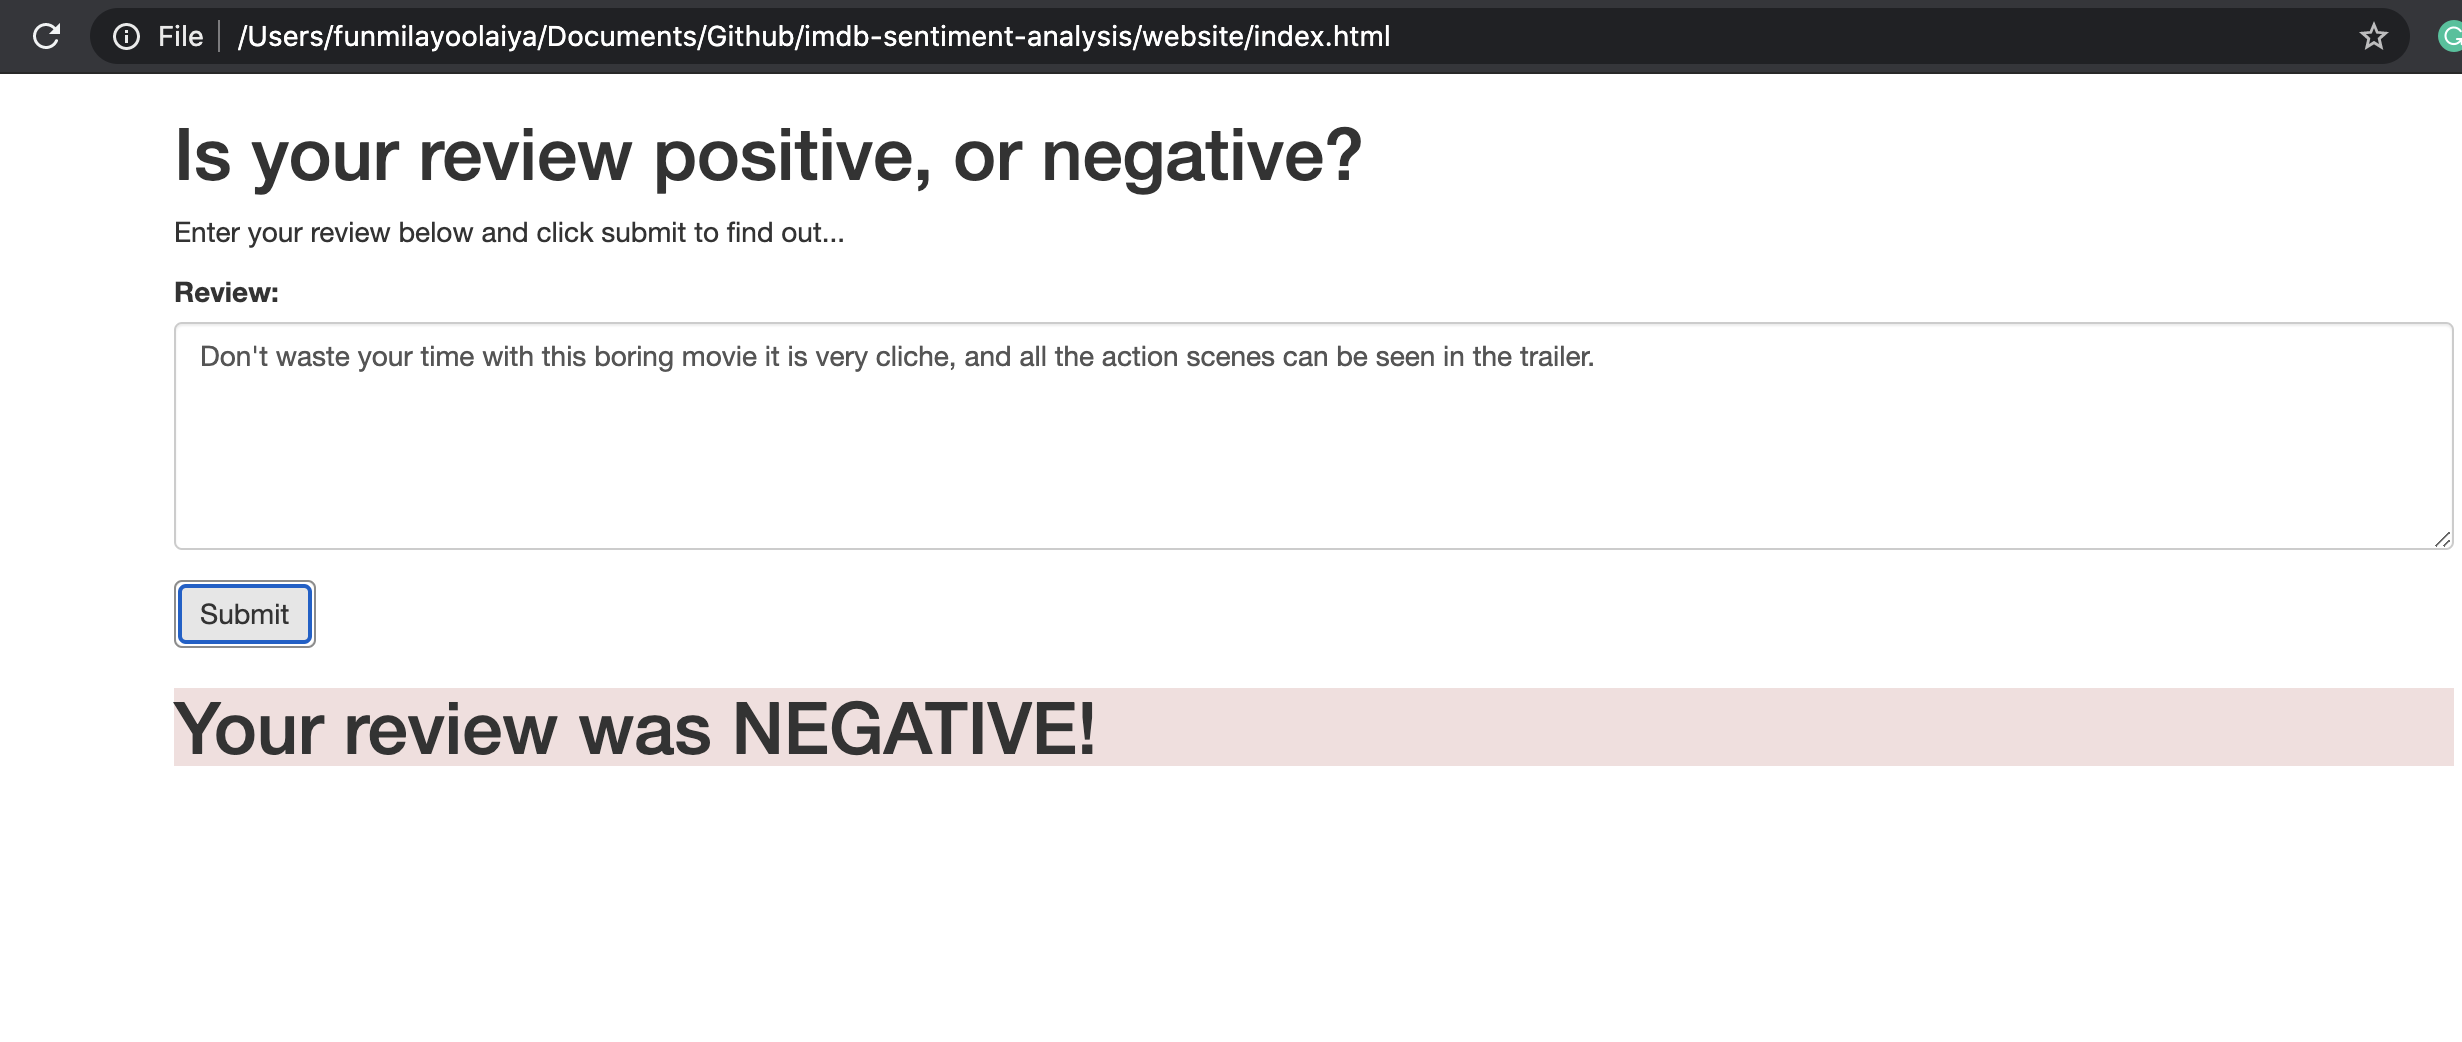 File /Users/funmilayoolaiya/Documents/Github/imdb-sentiment-analysis/website/index.html
Is your review positive, or negative?
Enter your review below and click submit to find out...
Review:
Don't waste your time with this boring movie it is very cliche, and all the action scenes can be seen in the trailer.
Submit
Your review was NEGATIVE!